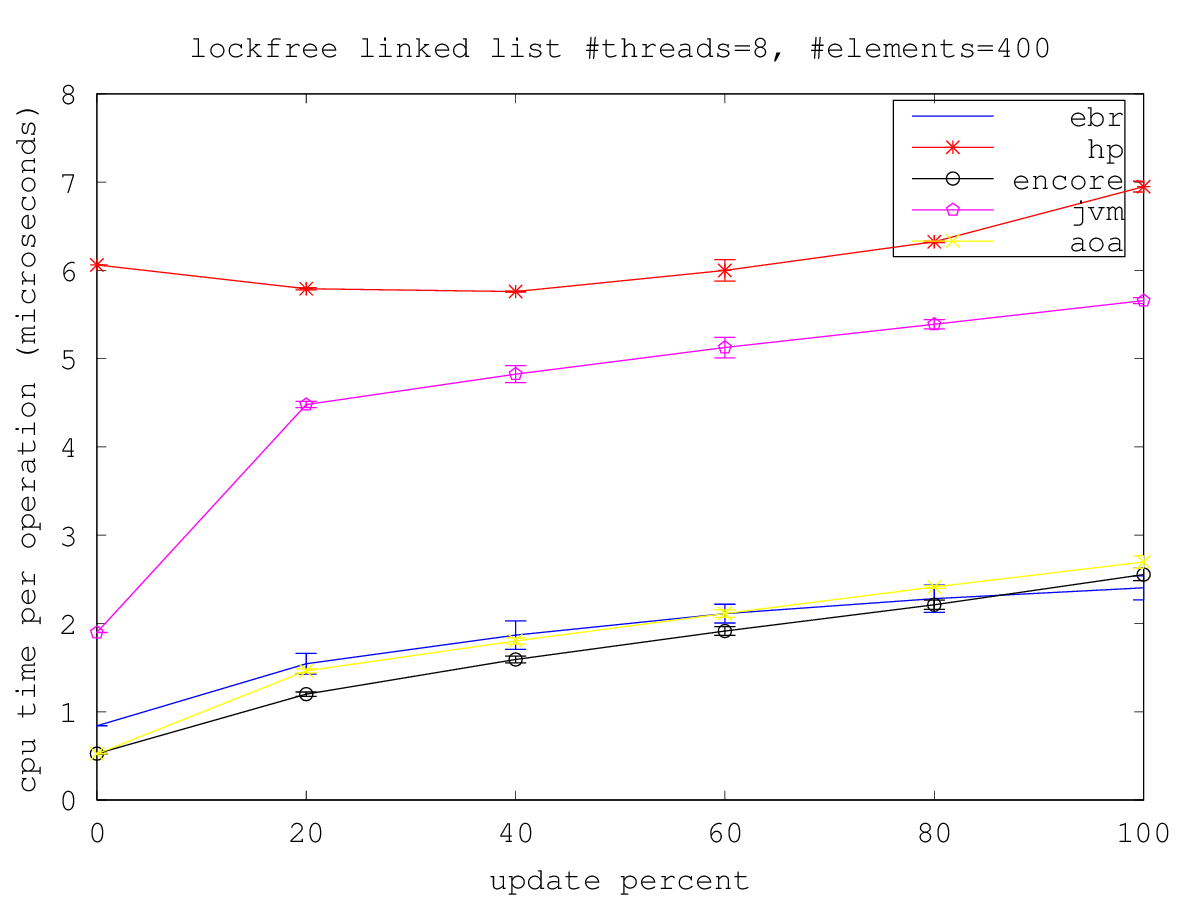 lockfree linked list #threads=8, #elements=400
cpu time per operation (microseconds)
8
7
6
5
4
3
2
1
0
ebr
hp
encore
jvm
aoa
0 20 40 60 80 100
update percent